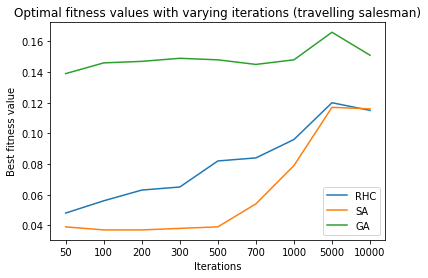 Optimal fitness values with varying iterations (travelling salesman)
Best fitness value
0.16
0.14
0.12
0.10
0.08
0.06
0.04
RHC
SA
GA
50 100 200 300 500 700 1000 5000 10000
Iterations